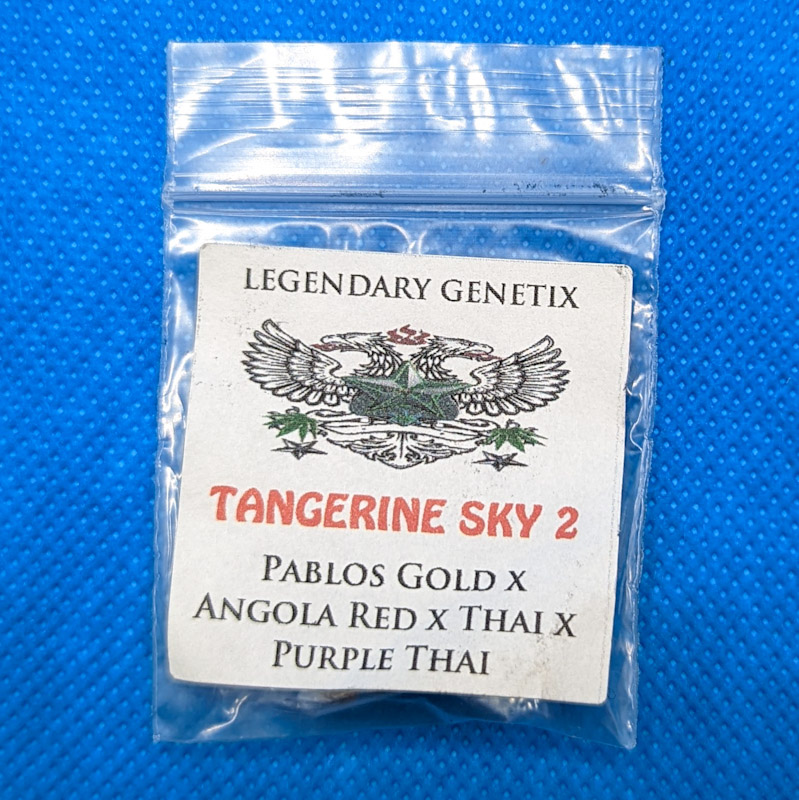 LEGENDARY GENETIX
TANGERINE SKY 2
PABLOS GOLD X
ANGOLA RED X THAI X
PURPLE THAI